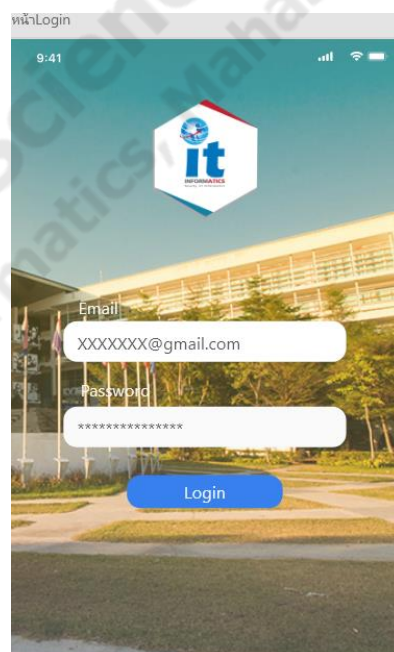 หน้าLogin
9:41
it
INFORMATICS
Email
XXXXXXX@gmail.com
Password
***************
Login